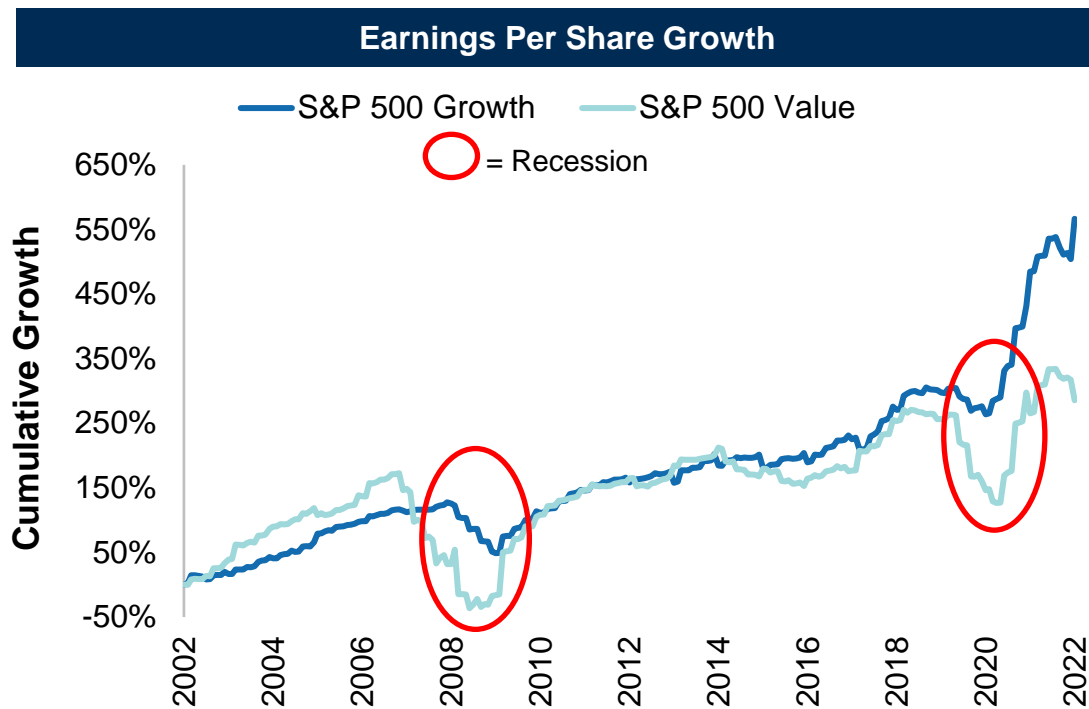 Earnings Per Share Growth
S&P 500 Growth S&P 500 Value
= Recession
Cumulative Growth
650%
550%
450%
350%
250%
150%
50%
-50%
2002 2004 2006 2008 2010 2012 2014 2016 2018 2020 2022